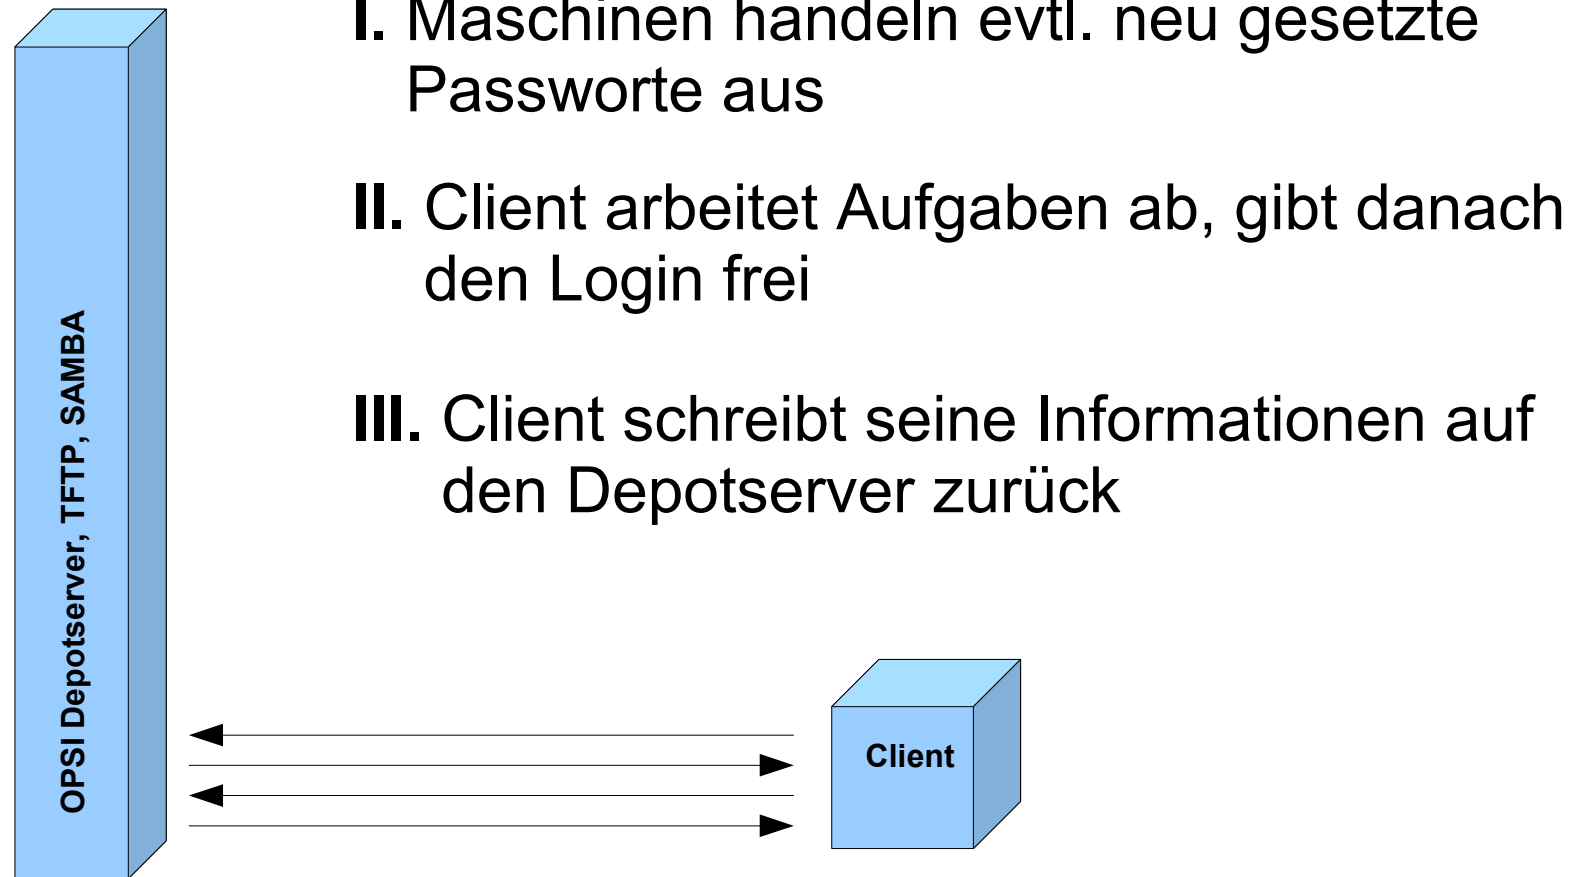 I. Maschinen handeln evtl. neu gesetzte
Passworte aus
II. Client arbeitet Aufgaben ab, gibt danach
den Login frei
III. Client schreibt seine Informationen auf
den Depotserver zurück
OPSI Depotserver, TFTP, SAMBA
Client